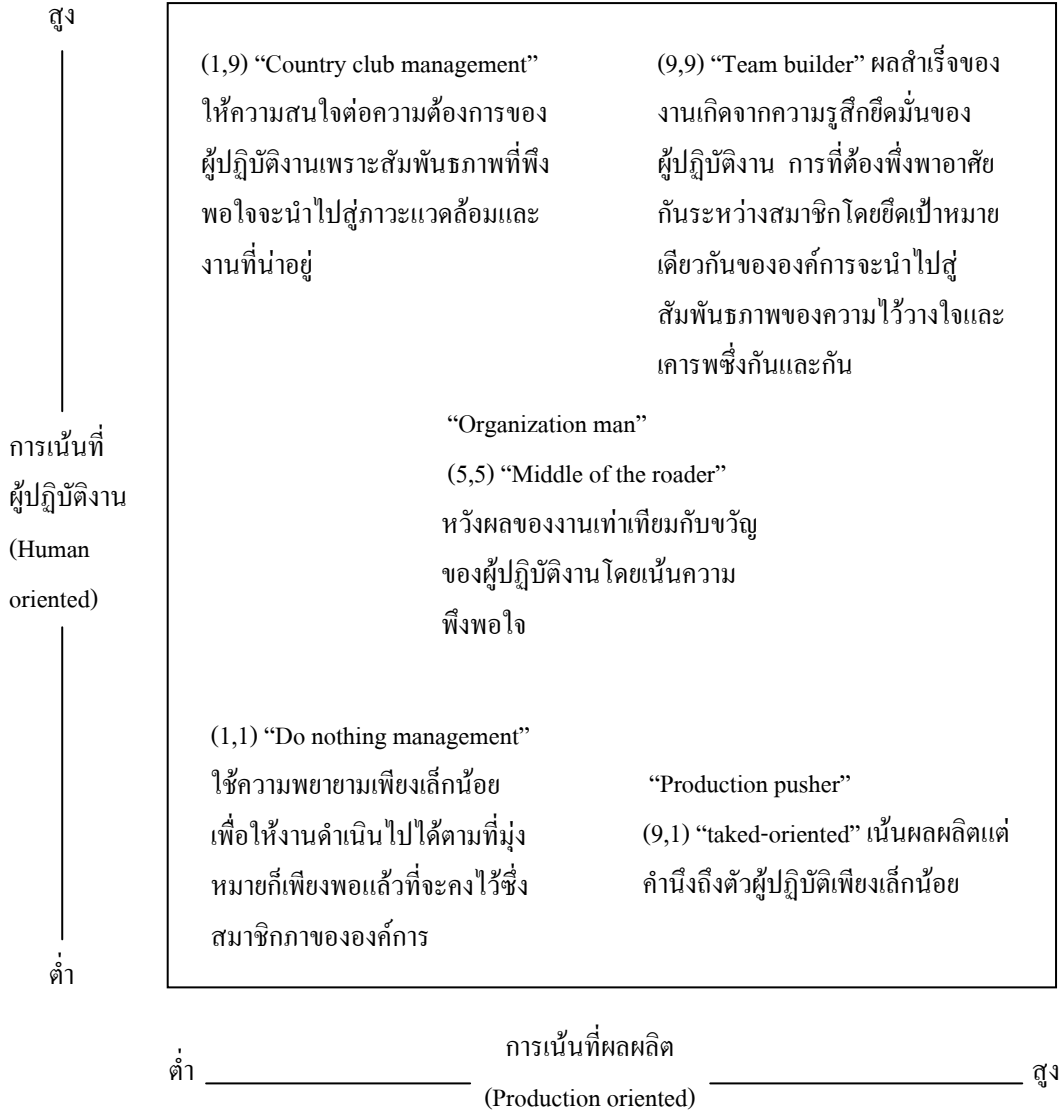 สูง
(1,9) “Country club management”
ให้ความสนใจต่อความต้องการของ
ผู้ปฏิบัติงานเพราะสัมพันธภาพที่พึง
พอใจจะนำไปสู่ภาวะแวดล้อมและ
งานที่น่าอยู่
(9,9) “Team builder” ผลสำเร็จของ
งานเกิดจากความรู้สึกยึดมั่นของ
ผู้ปฏิบัติงาน การที่ต้องพึ่งพาอาศัย
กันระหว่างสมาชิกโดยยึดเป้าหมาย
เดียวกันขององค์การจะนำไปสู่
สัมพันธภาพของความไว้วางใจและ
เคารพซึ่งกันและกัน
การเน้นที่
ผู้ปฏิบัติงาน
(Human
oriented)
“Organization man”
(5,5) “Middle of the roader”
หวังผลของงานเท่าเทียมกับขวัญ
ของผู้ปฏิบัติงานโดยเน้นความ
พึงพอใจ
(1,1) “Do nothing management”
ใช้ความพยายามเพียงเล็กน้อย
เพื่อให้งานดำเนินไปได้ตามที่มุ่ง
หมายก็เพียงพอแล้วที่จะคงไว้ซึ่ง
สมาชิกภาขององค์การ
“Production pusher”
(9,1) “taked-oriented” เน้นผลผลิตแต่
คำนึงถึงตัวผู้ปฏิบัติเพียงเล็กน้อย
ต่ำ
ต่ำ
การเน้นที่ผลผลิต
(Production oriented)
สูง